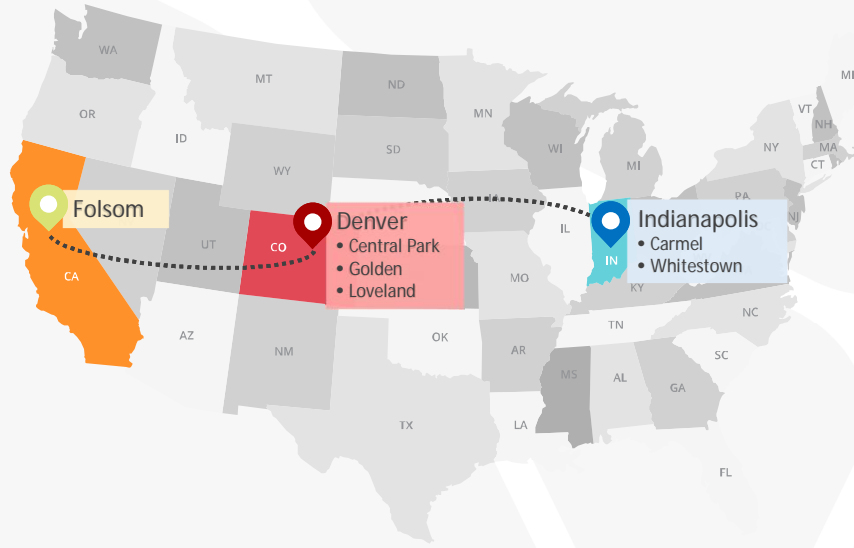 WA
MT
ND
MN
OR
ID
WY
SD
WI
MI
NY
VT
NH
MA
CT
PA
NJ
Folsom
CA
UT
CO
Denver
• Central Park
• Golden
• Loveland
IL
IN
Indianapolis
• Carmel
• Whitestown
MO
KY
AZ
NM
OK
AR
TN
NC
SC
MS
AL
GA
TX
LA
FL